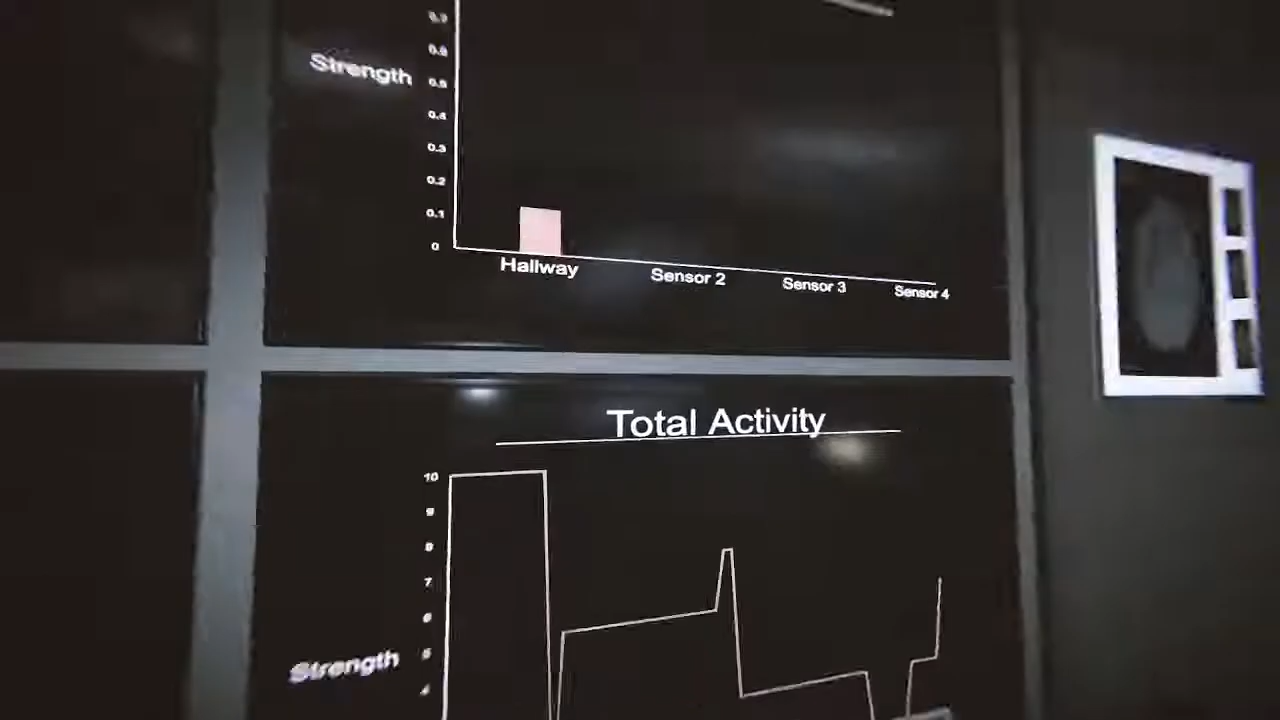 0.7
0.6
Strength
0.5
0.4
0.3
0.2
0.1
0
Hallway
Sensor 2
Sensor 3
Sensor 4
Total Activity
10
9
8
7
6
Strength
5
4